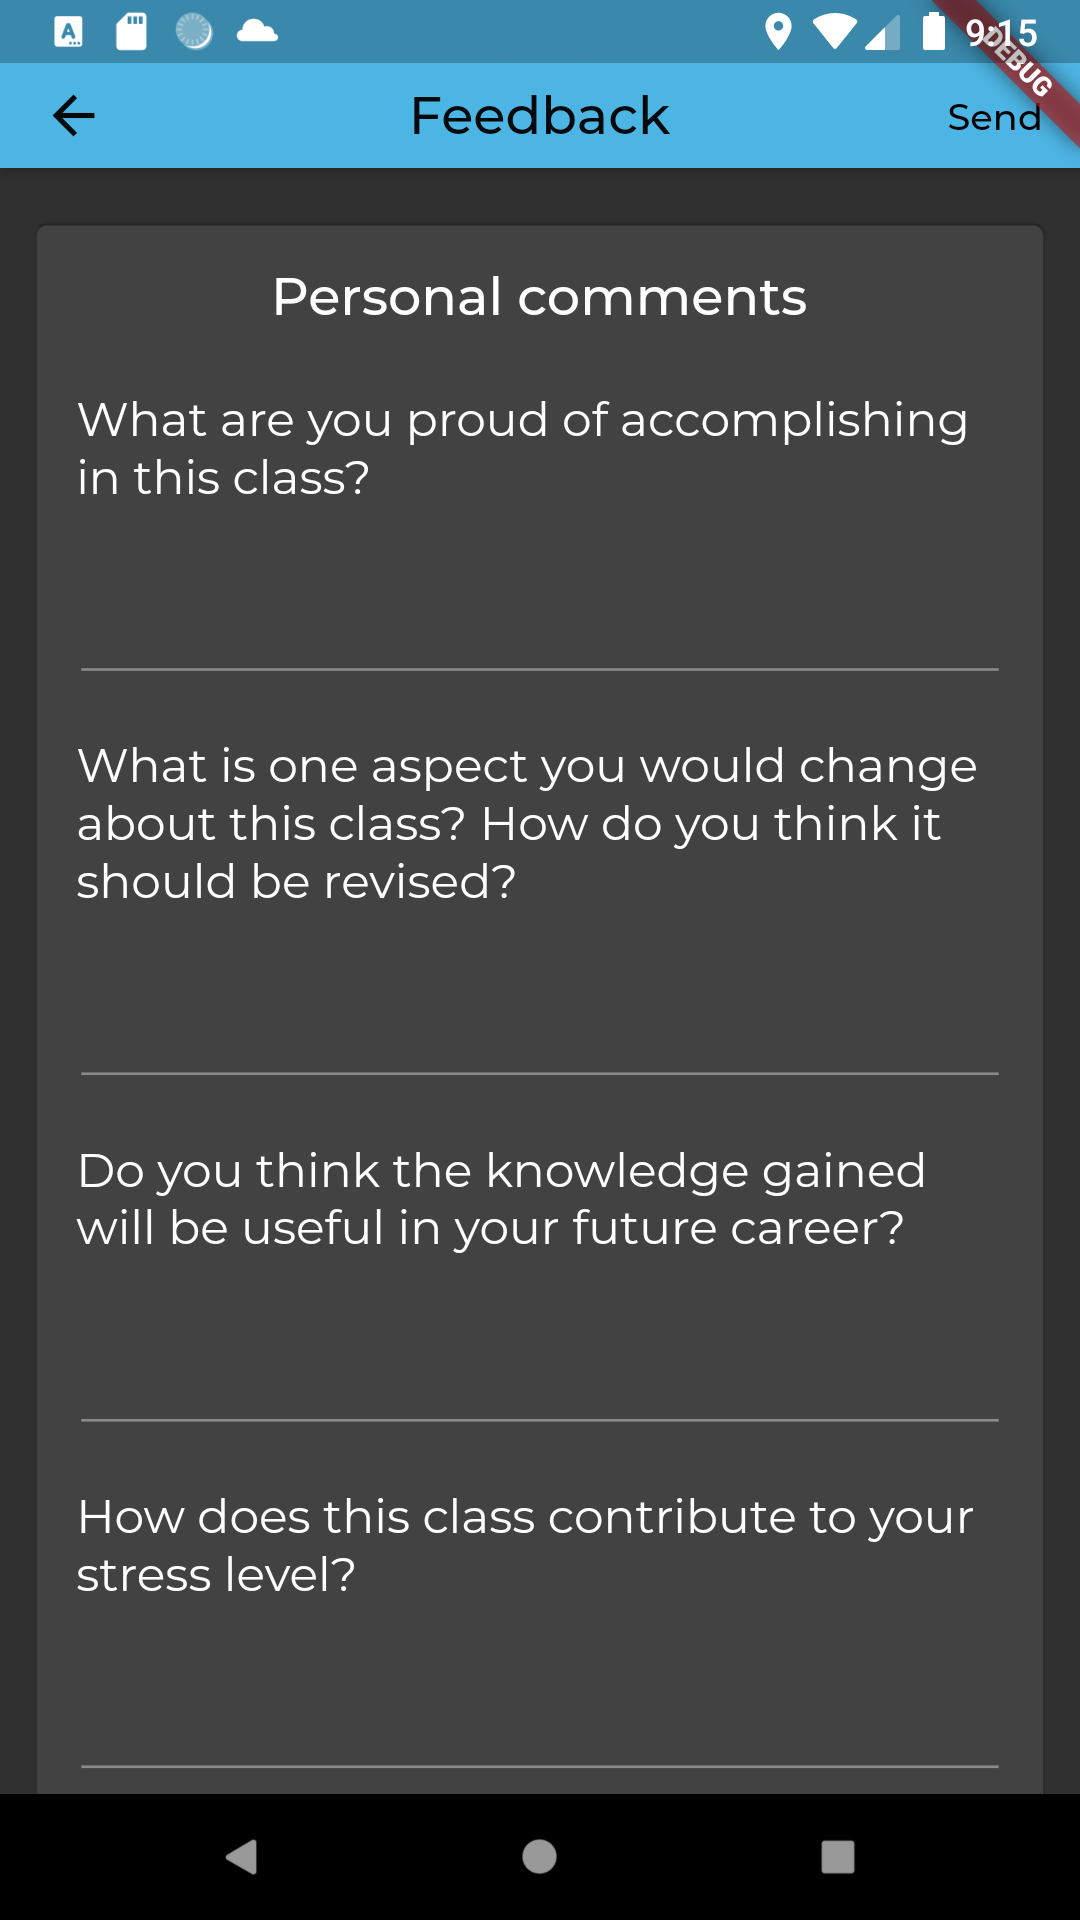 9:15
DEBUG
Feedback
Send
Personal comments
What are you proud of accomplishing
in this class?
What is one aspect you would change
about this class? How do you think it
should be revised?
Do you think the knowledge gained
will be useful in your future career?
How does this class contribute to your
stress level?